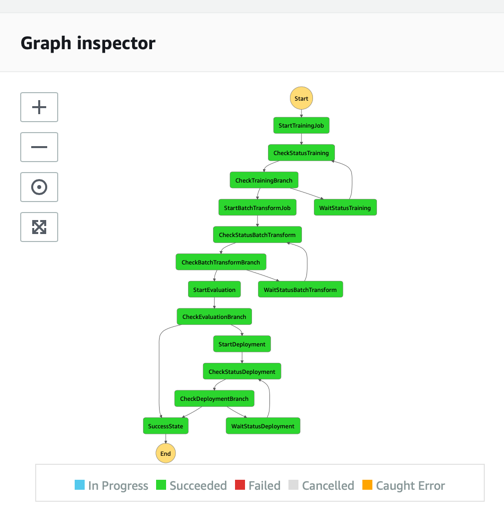 Graph inspector
Start
StartTrainingJob
CheckStatusTraining
CheckTrainingBranch
StartBatchTransformJob
WaitStatusTraining
CheckStatusBatchTransform
CheckBatchTransformBranch
StartEvaluation
WaitStatusBatchTransform
CheckEvaluationBranch
StartDeployment
CheckStatusDeployment
CheckDeploymentBranch
SuccessState
WaitStatusDeployment
End
In Progress Succeeded Failed Cancelled Caught Error